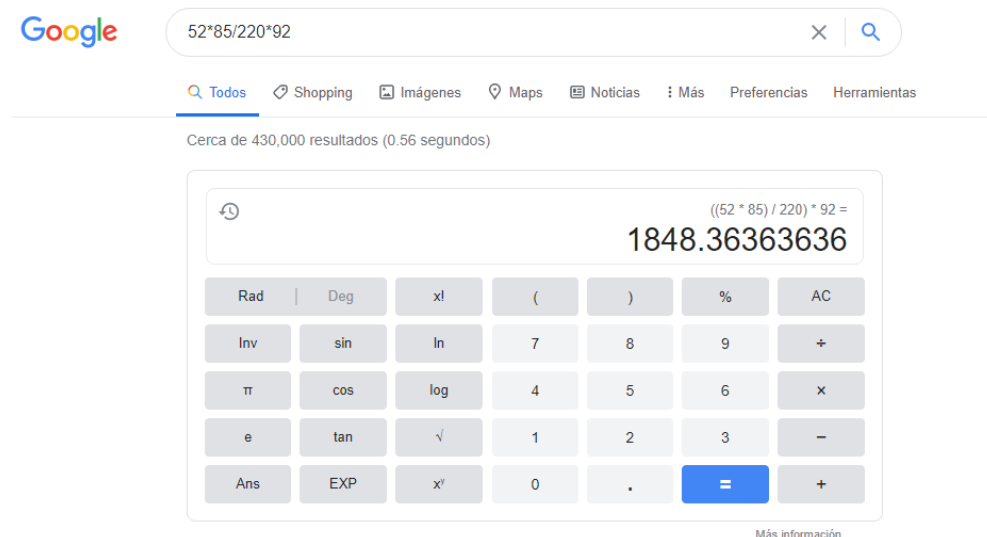 Google 52*85/220*92
Todos Shopping Imágenes Maps Noticias Más Preferencias Herramientas
Cerca de 430,000 resultados (0.56 segundos)
((52 * 85) / 220) * 92 =
1848.36363636
Rad | Deg x! ( ) % AC
Inv sin ln 7 8 9 ÷
π cos log 4 5 6 ×
e tan √ 1 2 3 −
Ans EXP xʸ 0 . = +
Más información